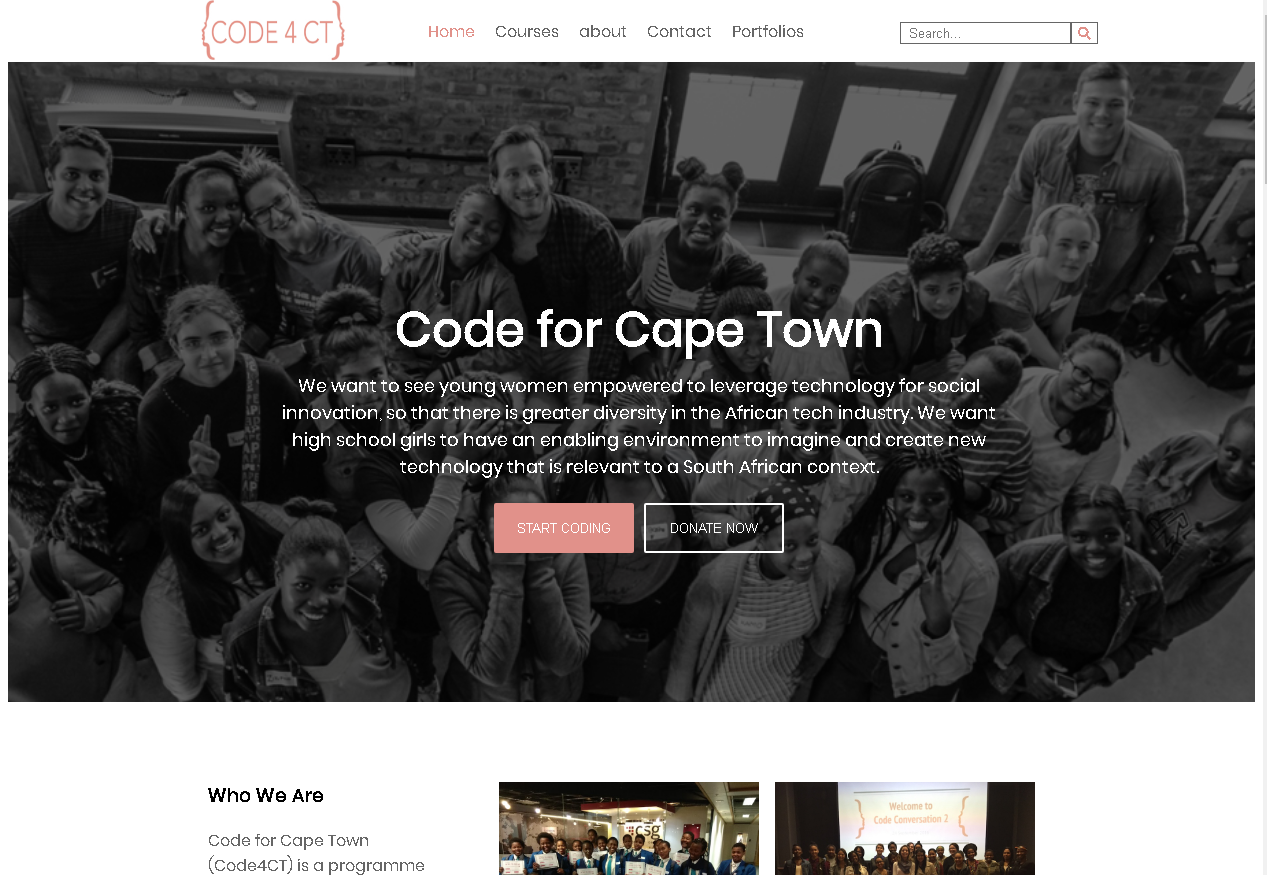 {CODE 4 CT}
Home Courses about Contact Portfolios
Search...
Code for Cape Town
We want to see young women empowered to leverage technology for social
innovation, so that there is greater diversity in the African tech industry. We want
high school girls to have an enabling environment to imagine and create new
technology that is relevant to a South African context.
START CODING DONATE NOW
Who We Are
Code for Cape Town
(Code4CT) is a programme
csg
Welcome to
Code Conversation 2